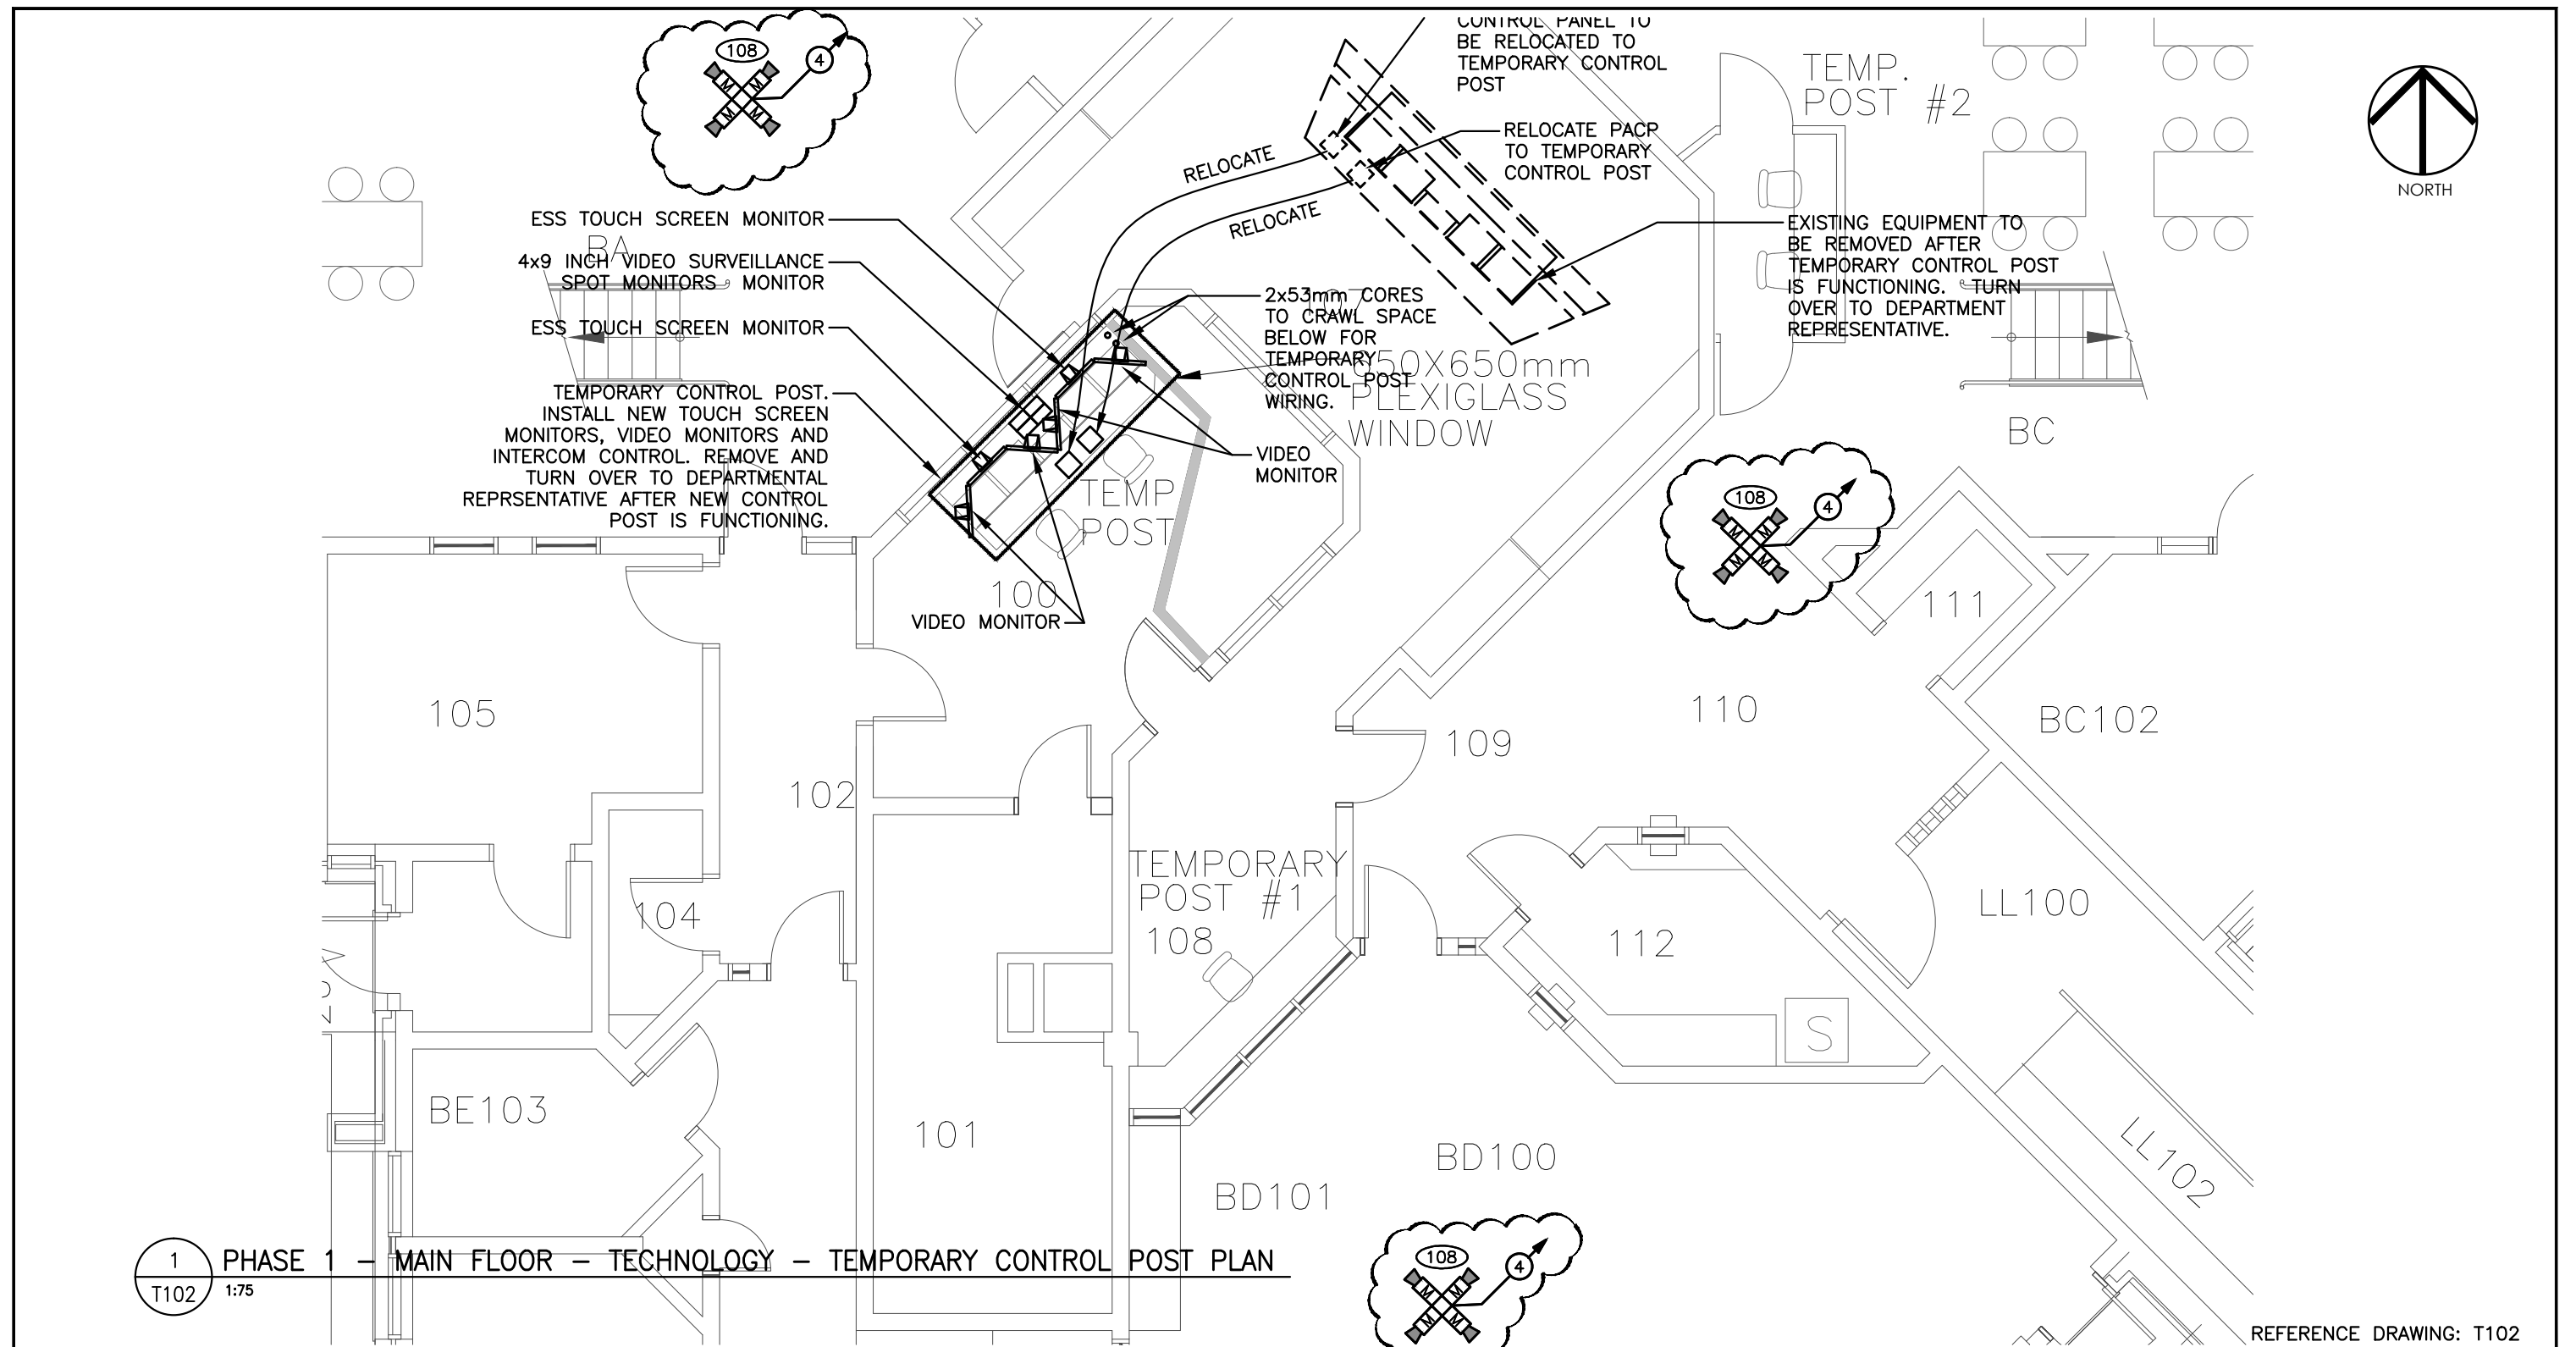 108
4
CONTROL PANEL TO
BE RELOCATED TO
TEMPORARY CONTROL
POST
TEMP.
POST #2
NORTH
RELOCATE PACP
TO TEMPORARY
CONTROL POST
RELOCATE
RELOCATE
ESS TOUCH SCREEN MONITOR
BA
4x9 INCH VIDEO SURVEILLANCE
SPOT MONITORS MONITOR
ESS TOUCH SCREEN MONITOR
TEMPORARY CONTROL POST.
INSTALL NEW TOUCH SCREEN
MONITORS, VIDEO MONITORS AND
INTERCOM CONTROL. REMOVE AND
TURN OVER TO DEPARTMENTAL
REPRSENTATIVE AFTER NEW CONTROL
POST IS FUNCTIONING.
EXISTING EQUIPMENT TO
BE REMOVED AFTER
TEMPORARY CONTROL POST
IS FUNCTIONING. TURN
OVER TO DEPARTMENT
REPRESENTATIVE.
2x53mm CORES
TO CRAWL SPACE
BELOW FOR
TEMPORARY
CONTROL POST
WIRING.
650X650mm
PLEXIGLASS
WINDOW
BC
VIDEO
MONITOR
TEMP
POST
100
VIDEO MONITOR
108
4
111
105
102
109
110
BC102
TEMPORARY
POST #1
108
104
112
LL100
S
BE103
101
BD100
BD101
LL102
108
4
1
T102
PHASE 1 - MAIN FLOOR - TECHNOLOGY - TEMPORARY CONTROL POST PLAN
1:75
REFERENCE DRAWING: T102